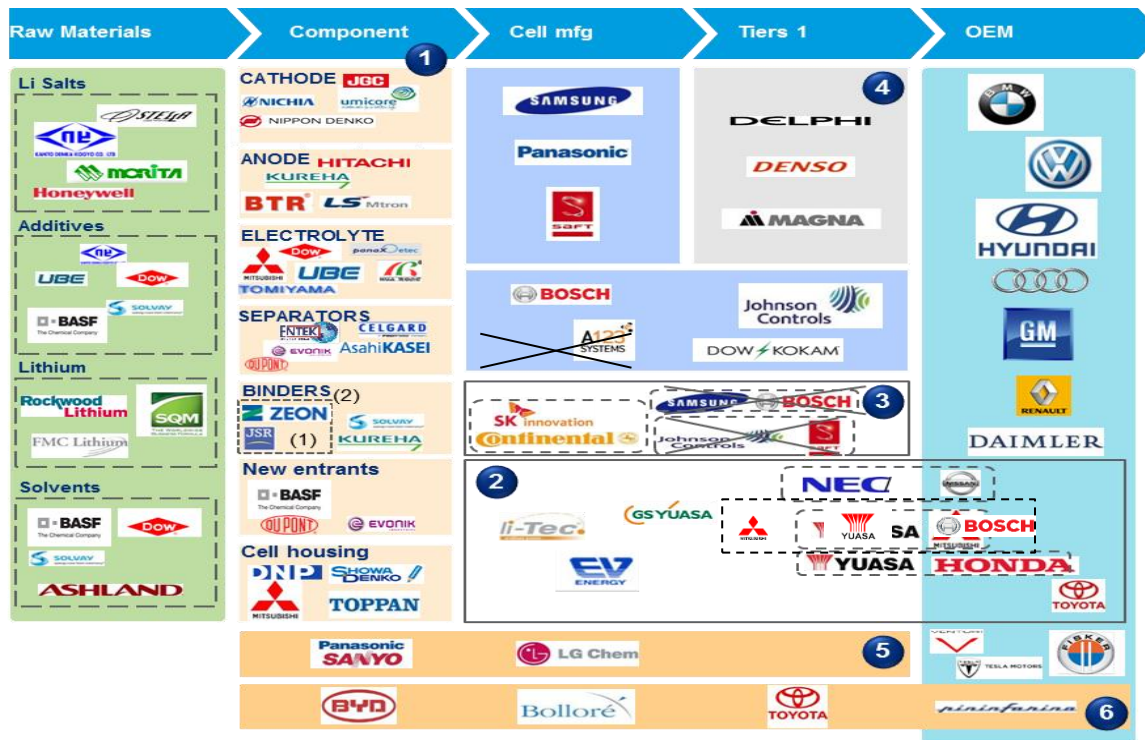 Raw Materials
Component
Cell mfg
Tiers 1
OEM
1
Li Salts
STELLA
KANTO DENKA KOGYO CO. LTD
MORITA
Honeywell
Additives
UBE
Dow
SOLVAY
BASF
The Chemical Company
Lithium
Rockwood
Lithium
SQM
FMC Lithium
Solvents
BASF
The Chemical Company
Dow
SOLVAY
ASHLAND
CATHODE
JGC
NICHIA
umicore
NIPPON DENKO
ANODE
HITACHI
KUREHA
BTR
LS Mtron
ELECTROLYTE
Dow
panax etec
MITSUBISHI
UBE
TOMIYAMA
SEPARATORS
ENTEK
CELGARD
EVONIK
AsahiKASEI
DUPONT
BINDERS (2)
ZEON
JSR
(1)
SOLVAY
KUREHA
New entrants
BASF
The Chemical Company
DUPONT
EVONIK
Cell housing
DNP
SHOWA
DENKO
MITSUBISHI
TOPPAN
SAMSUNG
Panasonic
SAFT
4
DELPHI
DENSO
MAGNA
BOSCH
A123
SYSTEMS
Johnson
Controls
DOW KOKAM
SK innovation
Continental
SAMSUNG
BOSCH
3
Johnson
Controls
SAFT
2
NEC
NISSAN
li-Tec
GS YUASA
MITSUBISHI
YUASA
SA
BOSCH
MITSUBISHI
EV
ENERGY
YUASA
HONDA
TOYOTA
BMW
HYUNDAI
GM
RENAULT
DAIMLER
Panasonic
SANYO
LG Chem
5
VENTURI
TESLA MOTORS
FISKER
BYD
Bolloré
TOYOTA
pininfarina
6